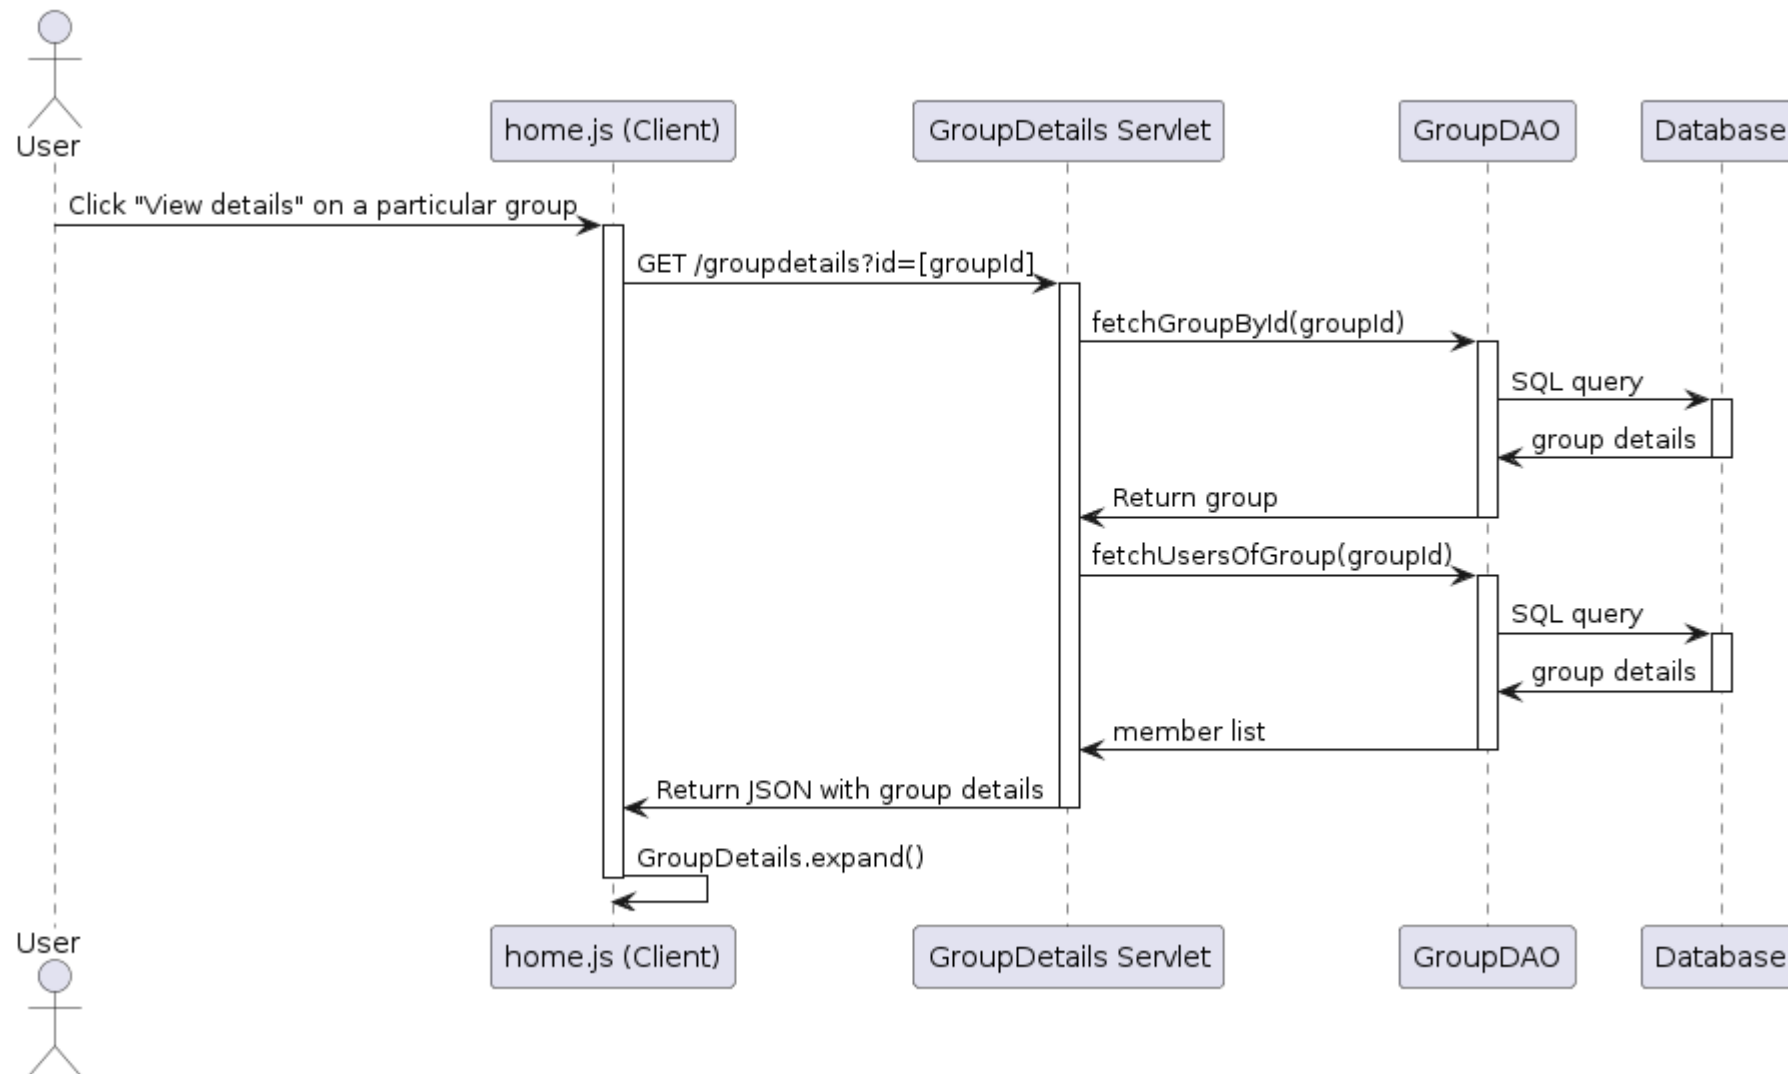 User
home.js (Client)
GroupDetails Servlet
GroupDAO
Database
Click "View details" on a particular group
GET /groupdetails?id=[groupId]
fetchGroupById(groupId)
SQL query
group details
Return group
fetchUsersOfGroup(groupId)
SQL query
group details
member list
Return JSON with group details
GroupDetails.expand()
User
home.js (Client)
GroupDetails Servlet
GroupDAO
Database